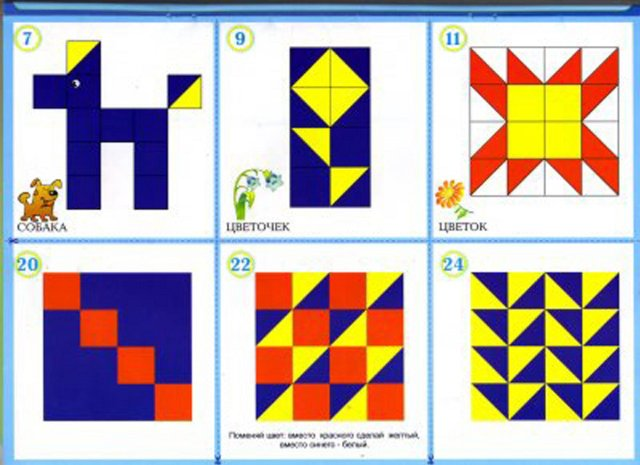 7
9
11
СОБАКА
ЦВЕТОЧЕК
ЦВЕТОК
20
22
24
Поменяй цвет: вместо красного сделай желтый,
вместо синего - белый.